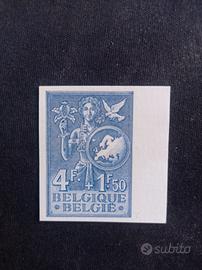 4F + 1F50
BELGIQUE
BELGIË
subito